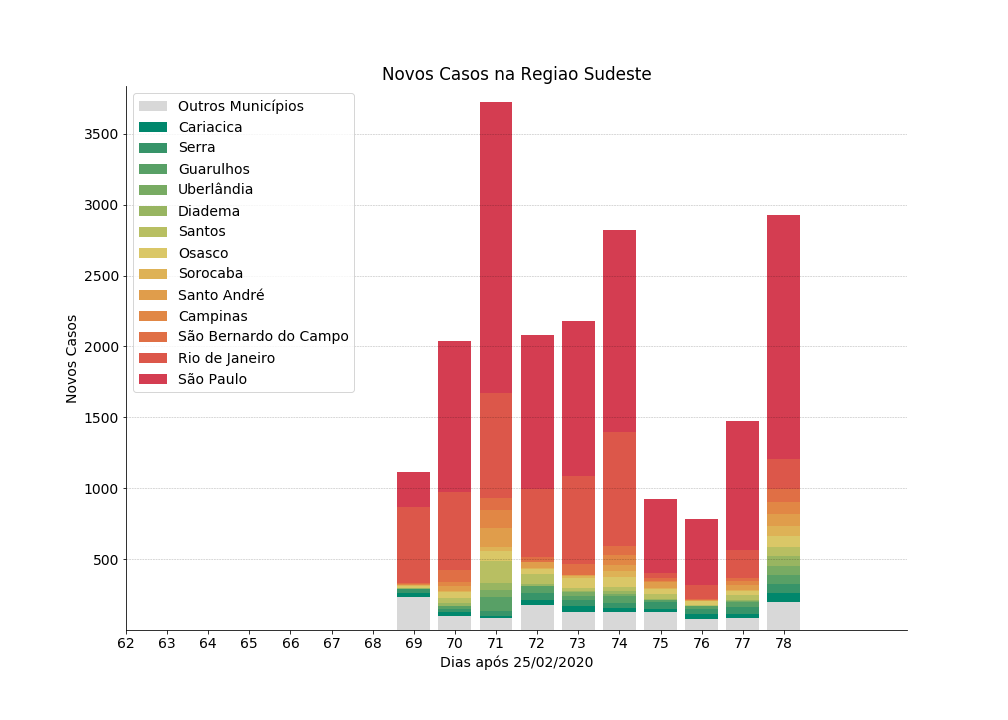 Novos Casos na Regiao Sudeste
Outros Municípios
Cariacica
Serra
Guarulhos
Uberlândia
Diadema
Santos
Osasco
Sorocaba
Santo André
Campinas
São Bernardo do Campo
Rio de Janeiro
São Paulo
Novos Casos
3500
3000
2500
2000
1500
1000
500
62 63 64 65 66 67 68 69 70 71 72 73 74 75 76 77 78
Dias após 25/02/2020